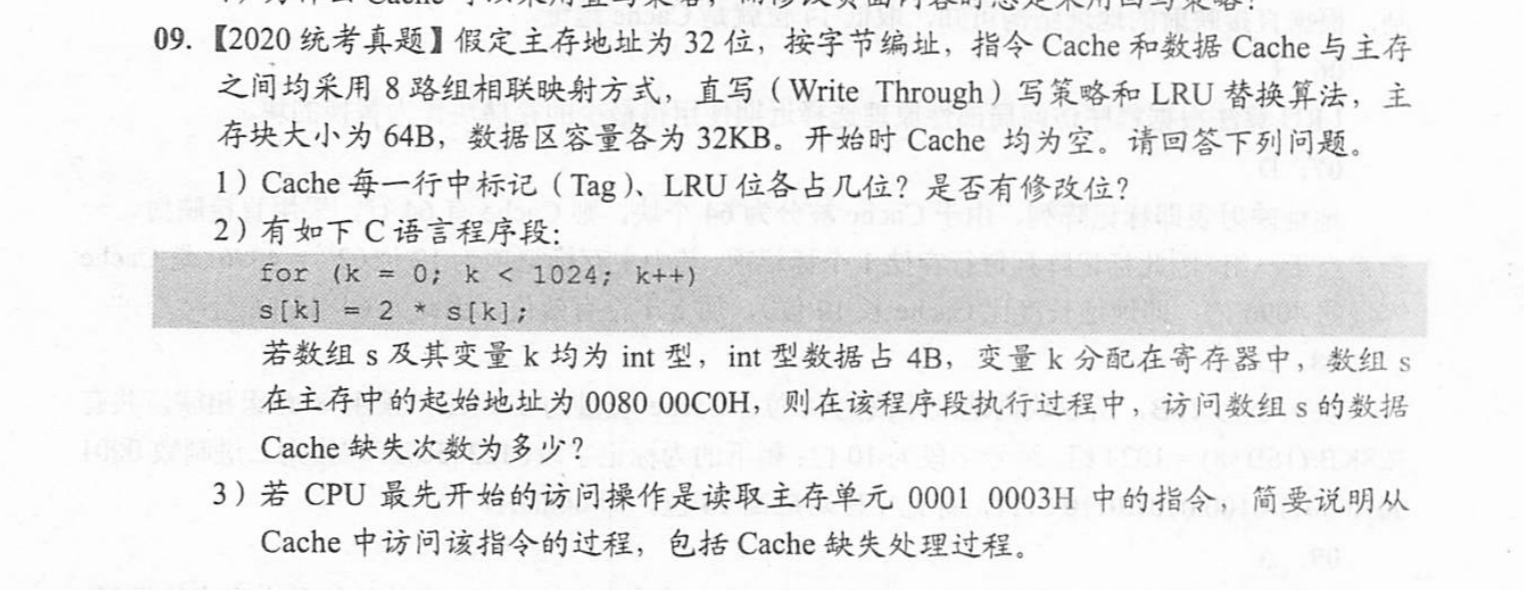 09.【2020 统考真题】假定主存地址为 32 位，按字节编址，指令 Cache 和数据 Cache 与主存
之间均采用 8 路组相联映射方式，直写（Write Through）写策略和 LRU 替换算法，主
存块大小为 64B，数据区容量各为 32KB。开始时 Cache 均为空。请回答下列问题。
1）Cache 每一行中标记（Tag）、LRU 位各占几位？是否有修改位？
2）有如下 C 语言程序段：
for (k = 0; k < 1024; k++)
s[k] = 2 * s[k];
若数组 s 及其变量 k 均为 int 型，int 型数据占 4B，变量 k 分配在寄存器中，数组 s
在主存中的起始地址为 0080 00C0H，则在该程序段执行过程中，访问数组 s 的数据
Cache 缺失次数为多少？
3）若 CPU 最先开始的访问操作是读取主存单元 0001 0003H 中的指令，简要说明从
Cache 中访问该指令的过程，包括 Cache 缺失处理过程。